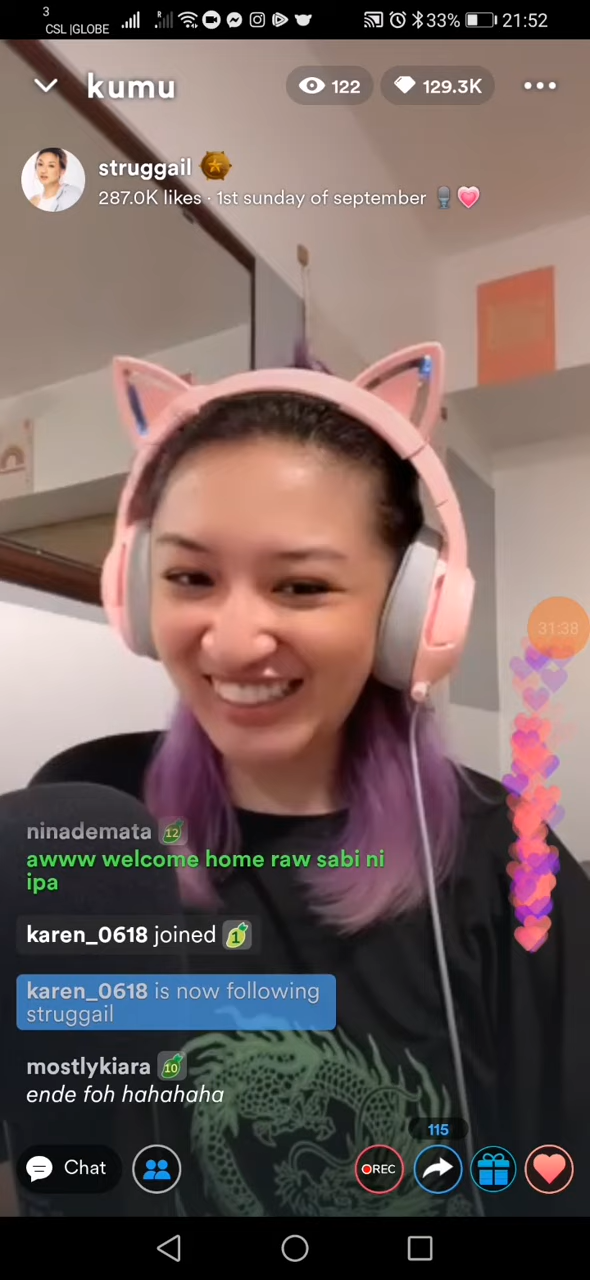 3
CSL |GLOBE
R
33%
21:52
kumu
122
129.3K
struggail
287.0K likes · 1st sunday of september 🎙️💗
31:38
ninademata 12
awww welcome home raw sabi ni
ipa
karen_0618 joined 1
karen_0618 is now following
struggail
mostlykiara 10
ende foh hahahaha
115
Chat
REC